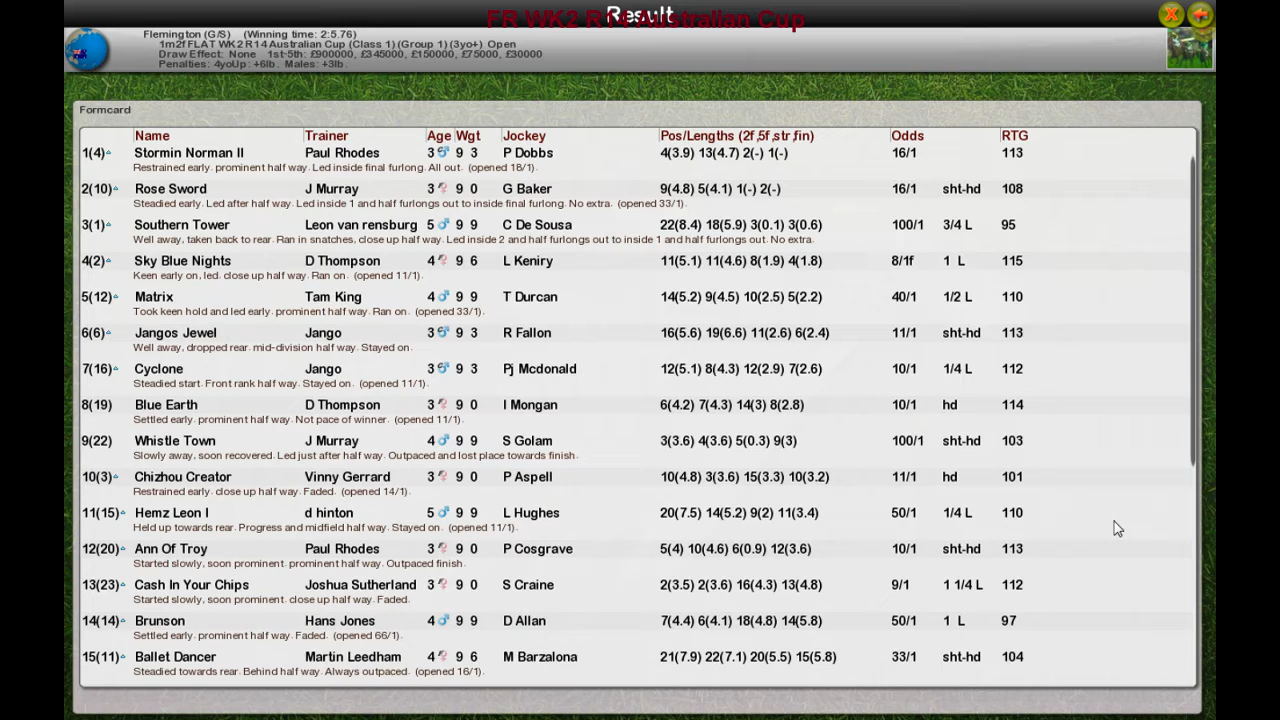 Result
FR WK2 R14 Australian Cup
Flemington (G/S) (Winning time: 2:5.76)
1m2f FLAT WK2 R14 Australian Cup (Class 1) (Group 1) (3yo+) Open
Draw Effect: None 1st-5th: £900000, £345000, £150000, £75000, £30000
Penalties: 4yoUp: +6lb. Males: +3lb.
Formcard
Name Trainer Age Wgt Jockey Pos/Lengths (2f,5f,str,fin) Odds RTG
1(4) Stormin Norman II Paul Rhodes 3 9 3 P Dobbs 4(3.9) 13(4.7) 2(-) 1(-) 16/1 113
Restrained early. prominent half way. Led inside final furlong. All out. (opened 18/1).
2(10) Rose Sword J Murray 3 9 0 G Baker 9(4.8) 5(4.1) 1(-) 2(-) 16/1 sht-hd 108
Steadied early. Led after half way. Led inside 1 and half furlongs out to inside final furlong. No extra. (opened 33/1).
3(1) Southern Tower Leon van rensburg 5 9 9 C De Sousa 22(8.4) 18(5.9) 3(0.1) 3(0.6) 100/1 3/4 L 95
Well away, taken back to rear. Ran in snatches, close up half way. Led inside 2 and half furlongs out to inside 1 and half furlongs out. No extra.
4(2) Sky Blue Nights D Thompson 4 9 6 L Keniry 11(5.1) 11(4.6) 8(1.9) 4(1.8) 8/1f 1 L 115
Keen early on, led. close up half way. Ran on. (opened 11/1).
5(12) Matrix Tam King 4 9 9 T Durcan 14(5.2) 9(4.5) 10(2.5) 5(2.2) 40/1 1/2 L 110
Took keen hold and led early. prominent half way. Ran on. (opened 33/1).
6(6) Jangos Jewel Jango 3 9 3 R Fallon 16(5.6) 19(6.6) 11(2.6) 6(2.4) 11/1 sht-hd 113
Well away, dropped rear. mid-division half way. Stayed on.
7(16) Cyclone Jango 3 9 3 Pj Mcdonald 12(5.1) 8(4.3) 12(2.9) 7(2.6) 10/1 1/4 L 112
Steadied start. Front rank half way. Stayed on. (opened 11/1).
8(19) Blue Earth D Thompson 3 9 0 I Mongan 6(4.2) 7(4.3) 14(3) 8(2.8) 10/1 hd 114
Settled early. prominent half way. Not pace of winner. (opened 11/1).
9(22) Whistle Town J Murray 4 9 9 S Golam 3(3.6) 4(3.6) 5(0.3) 9(3) 100/1 sht-hd 103
Slowly away, soon recovered. Led just after half way. Outpaced and lost place towards finish.
10(3) Chizhou Creator Vinny Gerrard 3 9 0 P Aspell 10(4.8) 3(3.6) 15(3.3) 10(3.2) 11/1 hd 101
Restrained early. close up half way. Faded. (opened 14/1).
11(15) Hemz Leon I d hinton 5 9 9 L Hughes 20(7.5) 14(5.2) 9(2) 11(3.4) 50/1 1/4 L 110
Held up towards rear. Progress and midfield half way. Stayed on. (opened 11/1).
12(20) Ann Of Troy Paul Rhodes 3 9 0 P Cosgrave 5(4) 10(4.6) 6(0.9) 12(3.6) 10/1 sht-hd 113
Started slowly, soon prominent. prominent half way. Outpaced finish.
13(23) Cash In Your Chips Joshua Sutherland 3 9 0 S Craine 2(3.5) 2(3.6) 16(4.3) 13(4.8) 9/1 1 1/4 L 112
Started slowly, soon prominent. close up half way. Faded.
14(14) Brunson Hans Jones 4 9 9 D Allan 7(4.4) 6(4.1) 18(4.8) 14(5.8) 50/1 1 L 97
Settled early. prominent half way. Faded. (opened 66/1).
15(11) Ballet Dancer Martin Leedham 4 9 6 M Barzalona 21(7.9) 22(7.1) 20(5.5) 15(5.8) 33/1 sht-hd 104
Steadied towards rear. Behind half way. Always outpaced. (opened 16/1).